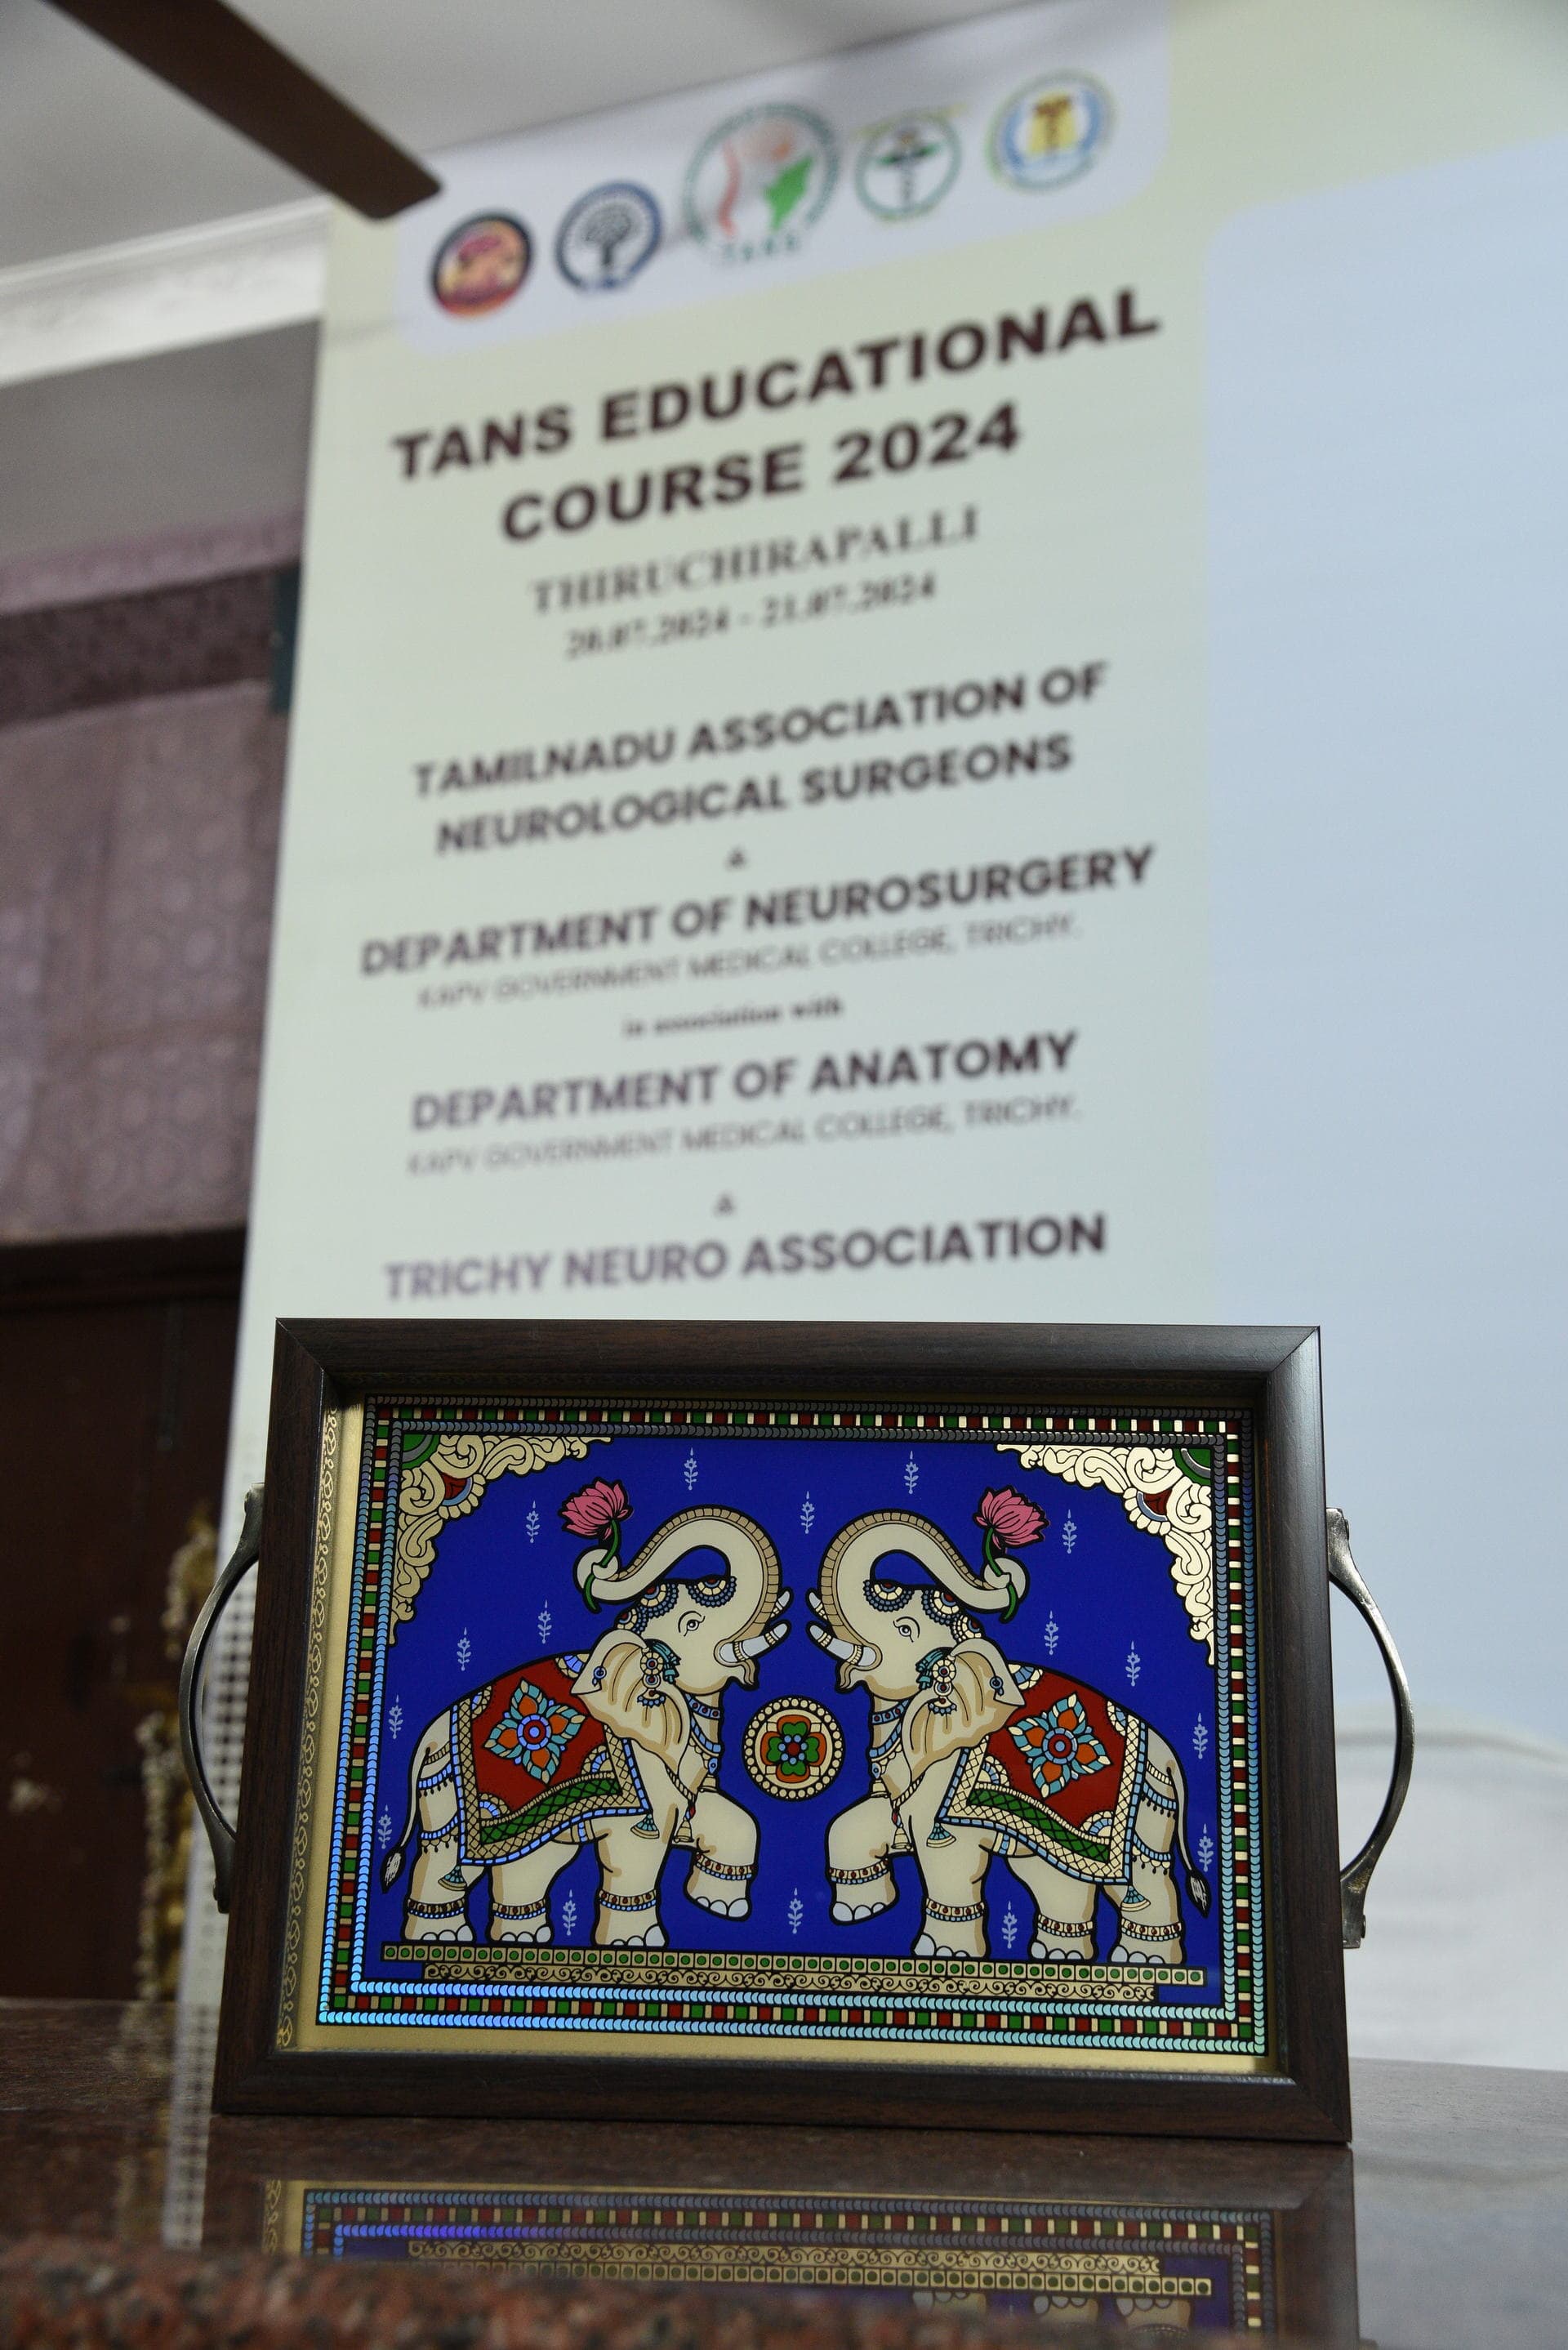 TANS
TANS EDUCATIONAL
COURSE 2024
THIRUCHIRAPALLI
20.07.2024 - 21.07.2024
TAMILNADU ASSOCIATION OF
NEUROLOGICAL SURGEONS
&
DEPARTMENT OF NEUROSURGERY
KAPV GOVERNMENT MEDICAL COLLEGE, TRICHY.
in association with
DEPARTMENT OF ANATOMY
KAPV GOVERNMENT MEDICAL COLLEGE, TRICHY.
&
TRICHY NEURO ASSOCIATION